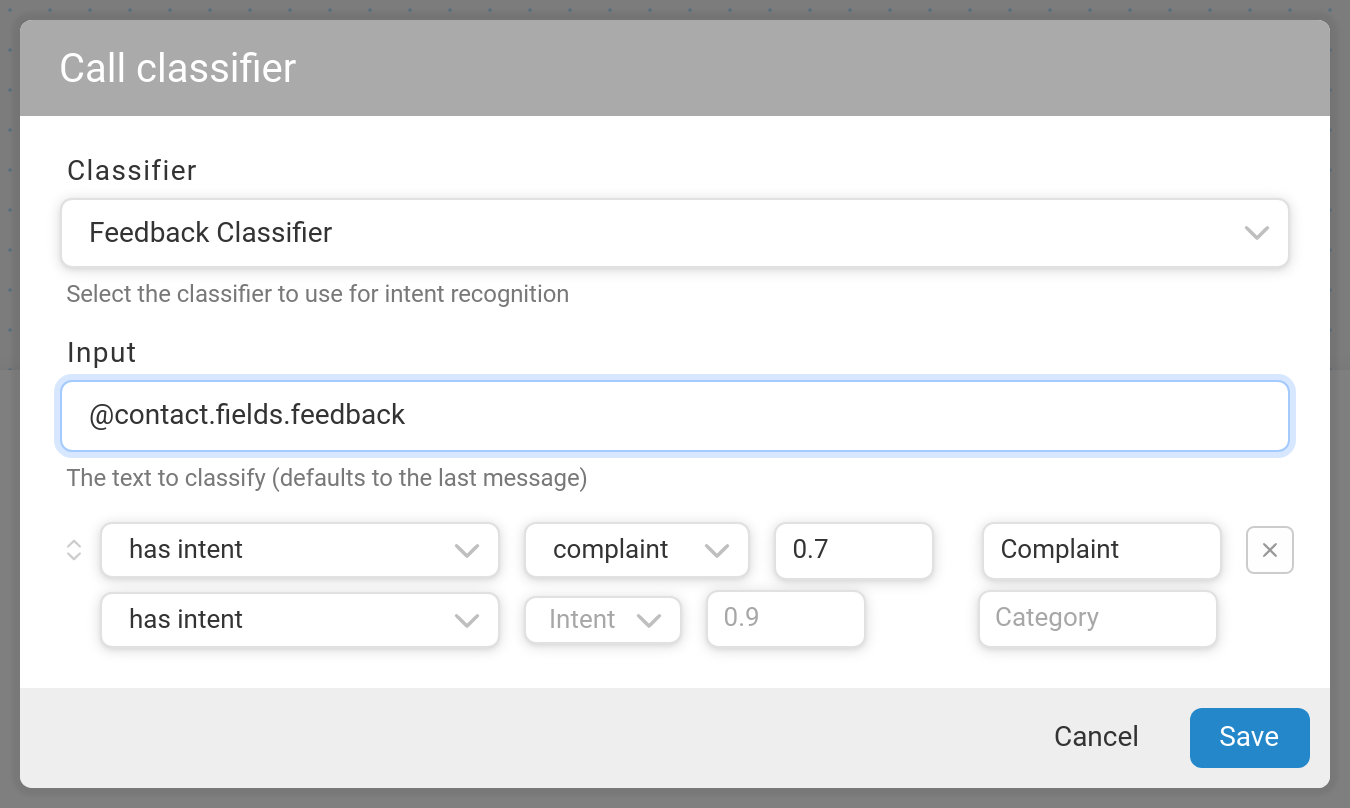 Call classifier
Classifier
Feedback Classifier
Select the classifier to use for intent recognition
Input
@contact.fields.feedback
The text to classify (defaults to the last message)
has intent complaint 0.7 Complaint
has intent Intent 0.9 Category
Cancel Save